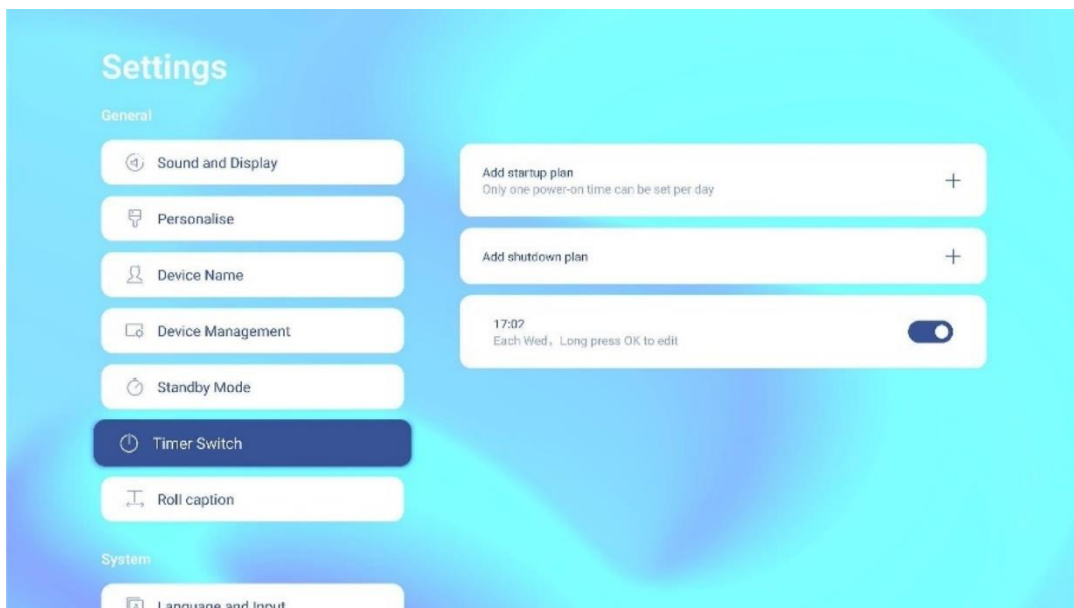 Settings
General
Sound and Display
Personalise
Device Name
Device Management
Standby Mode
Timer Switch
Roll caption
System
Language and Input
Add startup plan
Only one power-on time can be set per day
Add shutdown plan
17:02
Each Wed，Long press OK to edit